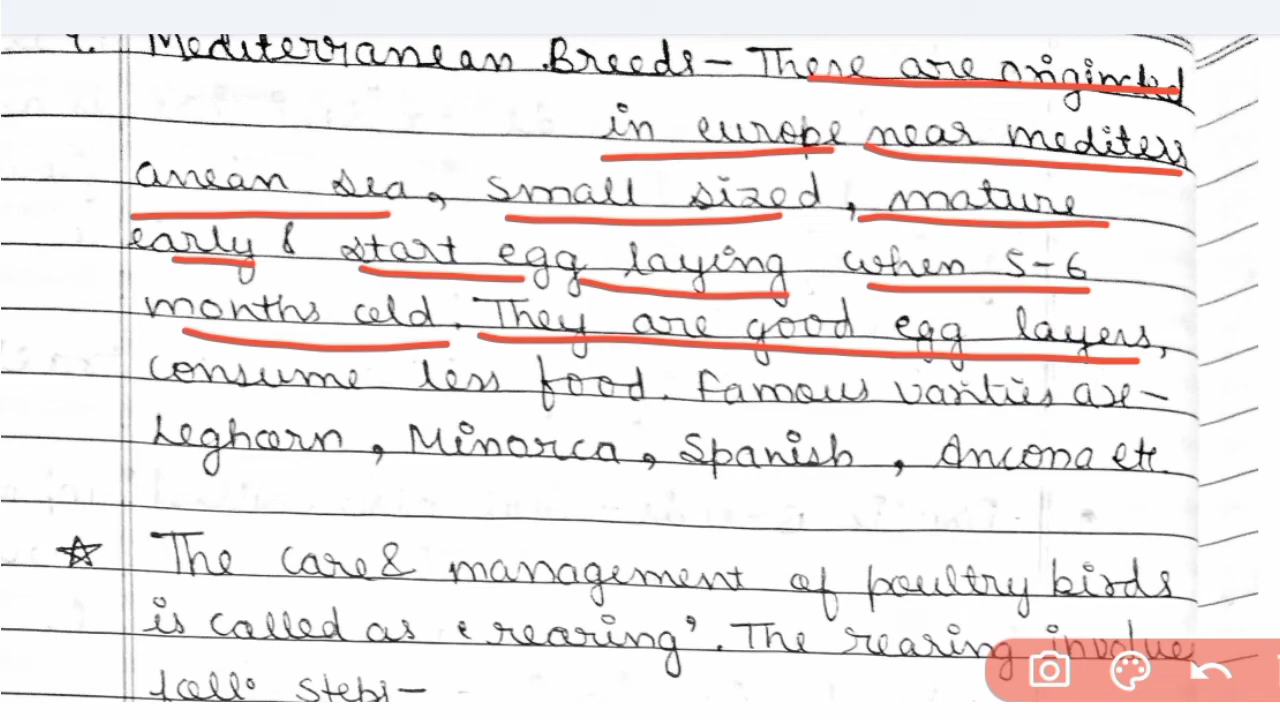 Mediterranean Breeds- These are originated
in europe near mediterr
anean sea, small sized, mature
early & start egg laying when 5-6
months old. They are good egg layers,
consume less food. Famous varities are-
Leghorn, Minorca, Spanish, Ancona etc.
The care & management of poultry birds
is called as 'rearing'. The rearing involve
foll° steps-